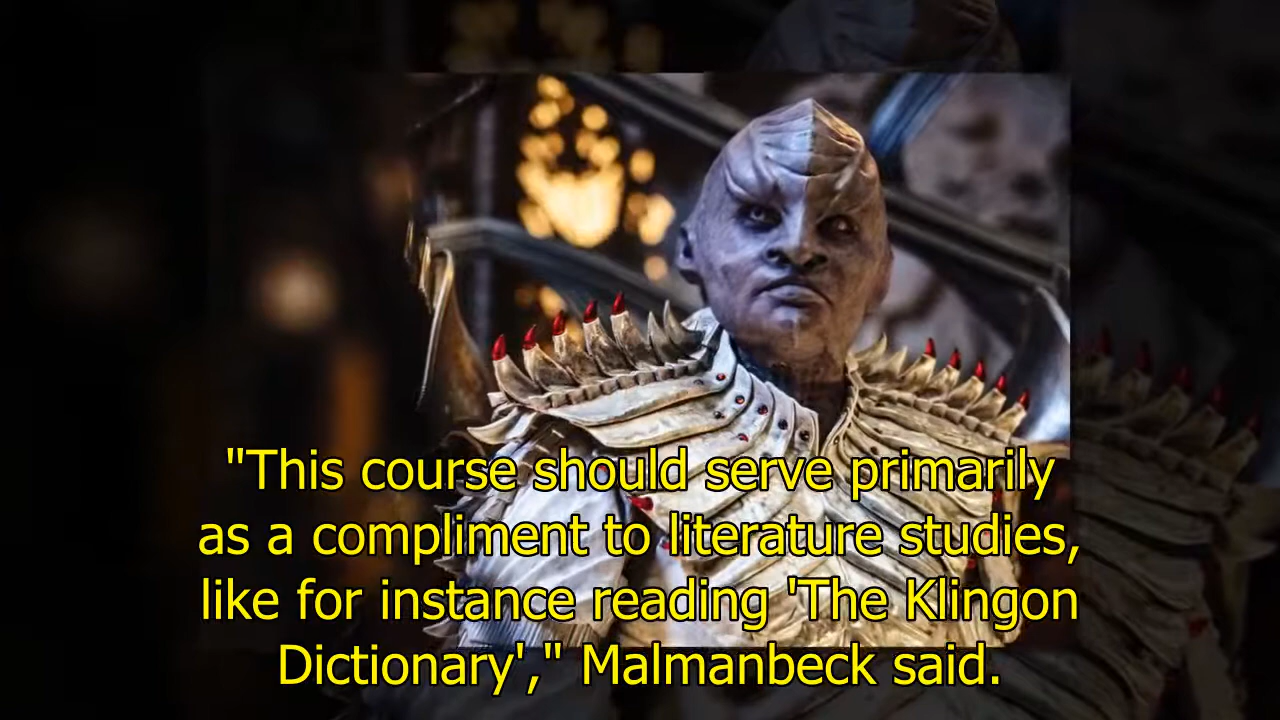 "This course should serve primarily
as a compliment to literature studies,
like for instance reading 'The Klingon
Dictionary'," Malmanbeck said.